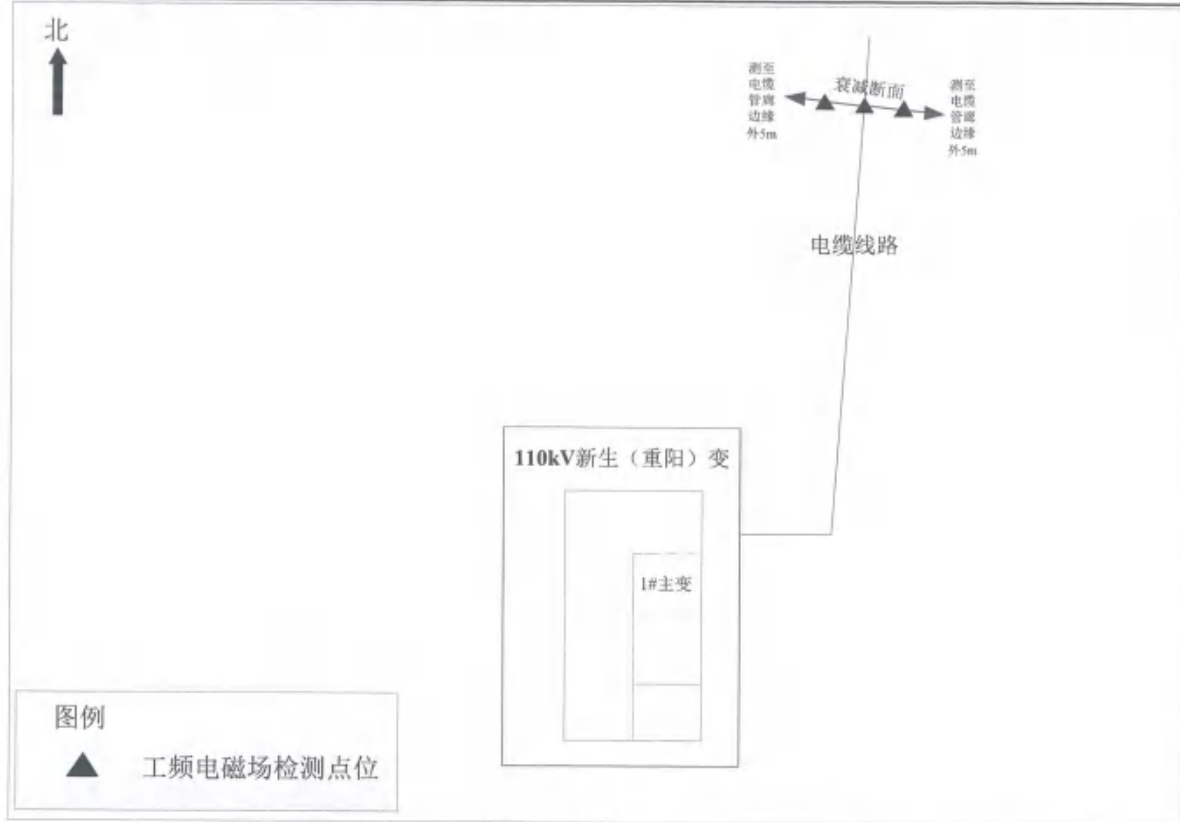 北
测至
电缆
管廊
边缘
外5m
衰减断面
测至
电缆
管廊
边缘
外5m
电缆线路
110kV新生（重阳）变
1#主变
图例
▲ 工频电磁场检测点位